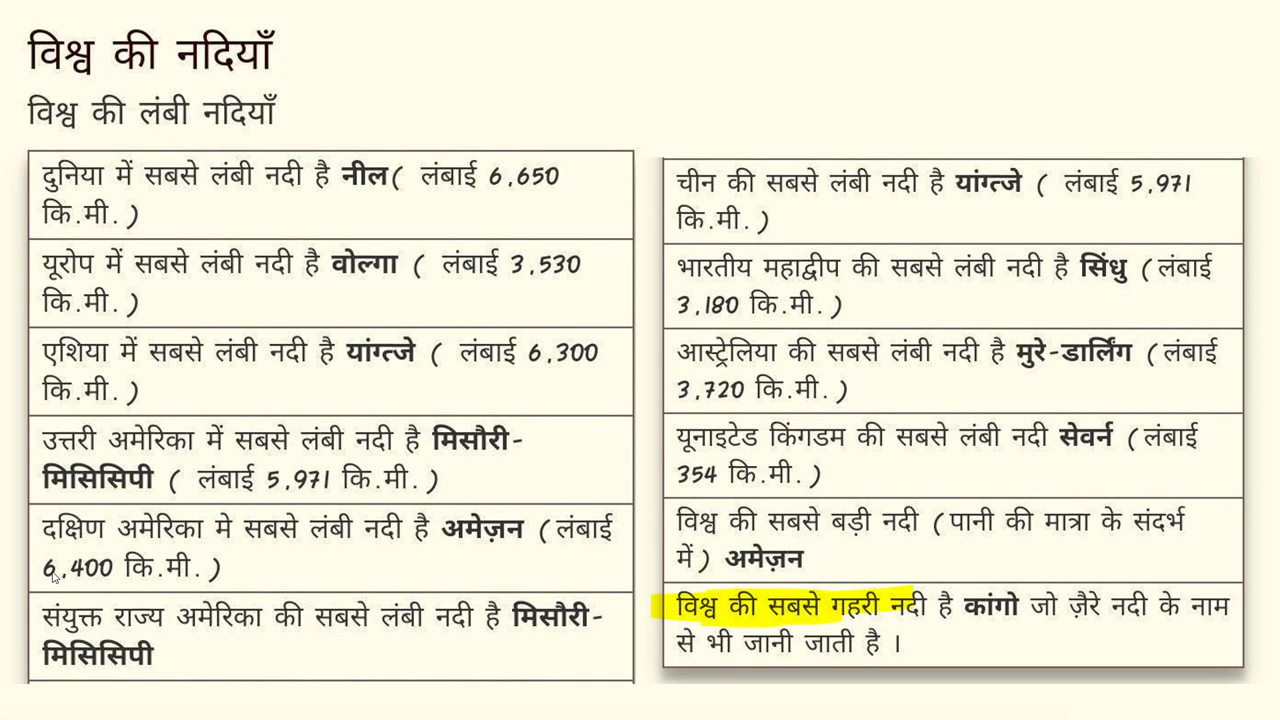 विश्व की नदियाँ
विश्व की लंबी नदियाँ
दुनिया में सबसे लंबी नदी है नील( लंबाई 6,650
कि.मी. )
यूरोप में सबसे लंबी नदी है वोल्गा ( लंबाई 3,530
कि.मी. )
एशिया में सबसे लंबी नदी है यांग्त्जे ( लंबाई 6,300
कि.मी. )
उत्तरी अमेरिका में सबसे लंबी नदी है मिसौरी-
मिसिसिपी ( लंबाई 5,971 कि.मी. )
दक्षिण अमेरिका मे सबसे लंबी नदी है अमेज़न (लंबाई
6,400 कि.मी. )
संयुक्त राज्य अमेरिका की सबसे लंबी नदी है मिसौरी-
मिसिसिपी
चीन की सबसे लंबी नदी है यांग्त्जे ( लंबाई 5,971
कि.मी. )
भारतीय महाद्वीप की सबसे लंबी नदी है सिंधु (लंबाई
3,180 कि.मी. )
आस्ट्रेलिया की सबसे लंबी नदी है मुरे-डार्लिंग (लंबाई
3,720 कि.मी. )
यूनाइटेड किंगडम की सबसे लंबी नदी सेवर्न (लंबाई
354 कि.मी. )
विश्व की सबसे बड़ी नदी (पानी की मात्रा के संदर्भ
में) अमेज़न
विश्व की सबसे गहरी नदी है कांगो जो ज़ैरे नदी के नाम
से भी जानी जाती है ।